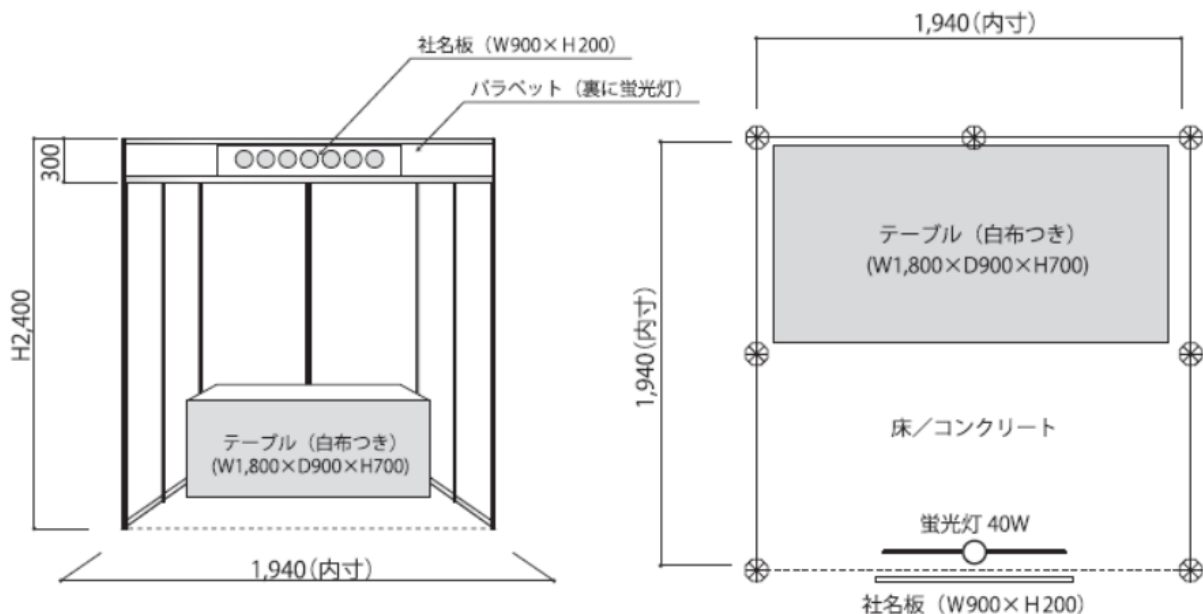 社名板（W900×H200）
パラペット（裏に蛍光灯）
300
H2,400
テーブル（白布つき）
(W1,800×D900×H700)
1,940（内寸）
1,940（内寸）
1,940（内寸）
テーブル（白布つき）
(W1,800×D900×H700)
床／コンクリート
蛍光灯 40W
社名板（W900×H200）